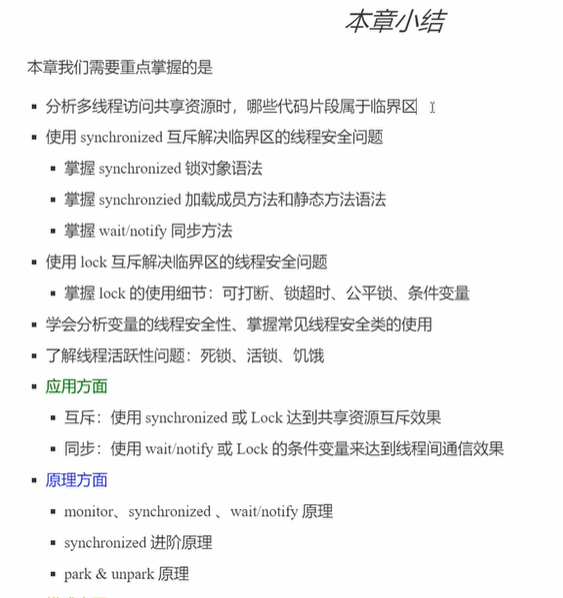 本章小结
本章我们需要重点掌握的是
分析多线程访问共享资源时，哪些代码片段属于临界区
使用 synchronized 互斥解决临界区的线程安全问题
掌握 synchronized 锁对象语法
掌握 synchronzied 加载成员方法和静态方法语法
掌握 wait/notify 同步方法
使用 lock 互斥解决临界区的线程安全问题
掌握 lock 的使用细节：可打断、锁超时、公平锁、条件变量
学会分析变量的线程安全性、掌握常见线程安全类的使用
了解线程活跃性问题：死锁、活锁、饥饿
应用方面
互斥：使用 synchronized 或 Lock 达到共享资源互斥效果
同步：使用 wait/notify 或 Lock 的条件变量来达到线程间通信效果
原理方面
monitor、synchronized 、wait/notify 原理
synchronized 进阶原理
park & unpark 原理